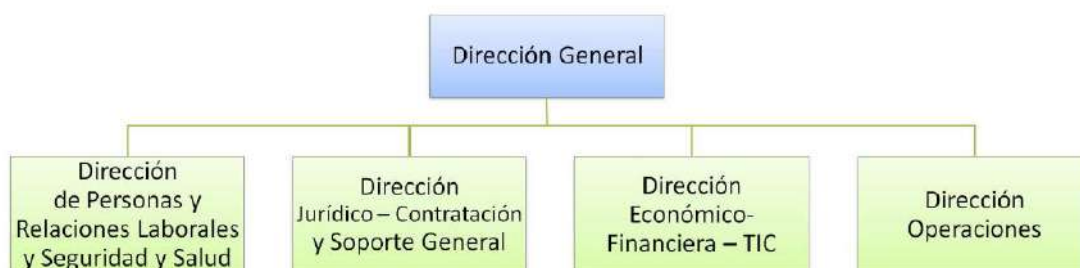 Dirección General
Dirección
de Personas y
Relaciones Laborales
y Seguridad y Salud
Dirección
Jurídico – Contratación
y Soporte General
Dirección
Económico-
Financiera – TIC
Dirección
Operaciones